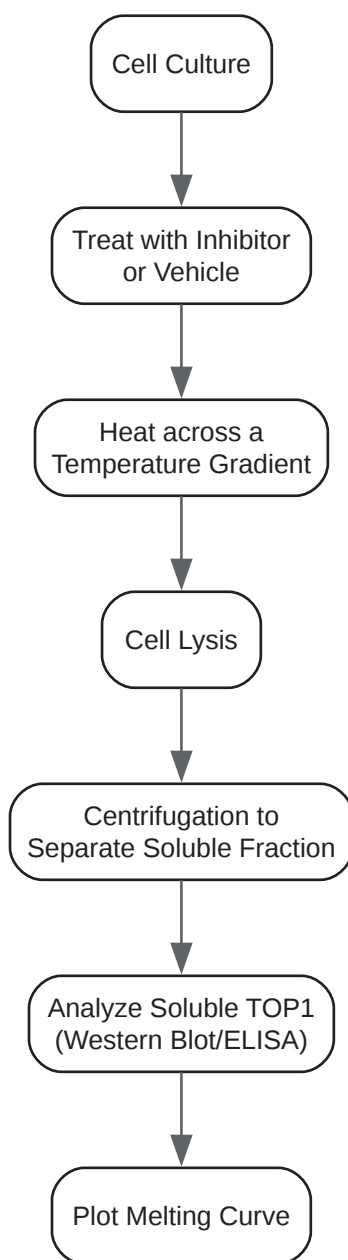 Cell Culture
Treat with Inhibitor
or Vehicle
Heat across a
Temperature Gradient
Cell Lysis
Centrifugation to
Separate Soluble Fraction
Analyze Soluble TOP1
(Western Blot/ELISA)
Plot Melting Curve